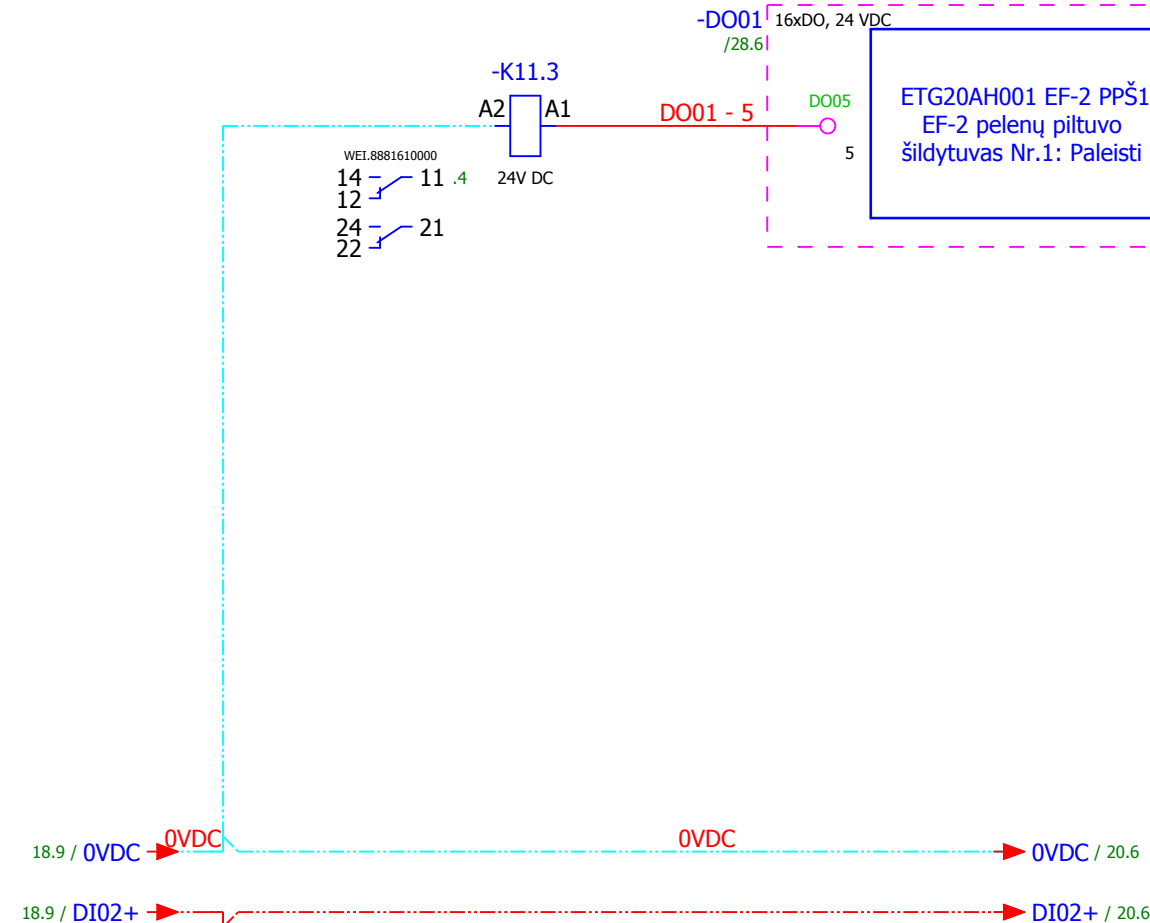 -DO01 16xDO, 24 VDC
/28.6
-K11.3
A2 A1
DO01 - 5
DO05
5
ETG20AH001 EF-2 PPŠ1
EF-2 pelenų piltuvo
šildytuvas Nr.1: Paleisti
WEI.8881610000
24V DC
14 11 .4
12
24 21
22
0VDC 0VDC
18.9 / 0VDC 0VDC / 20.6
18.9 / DI02+ DI02+ / 20.6